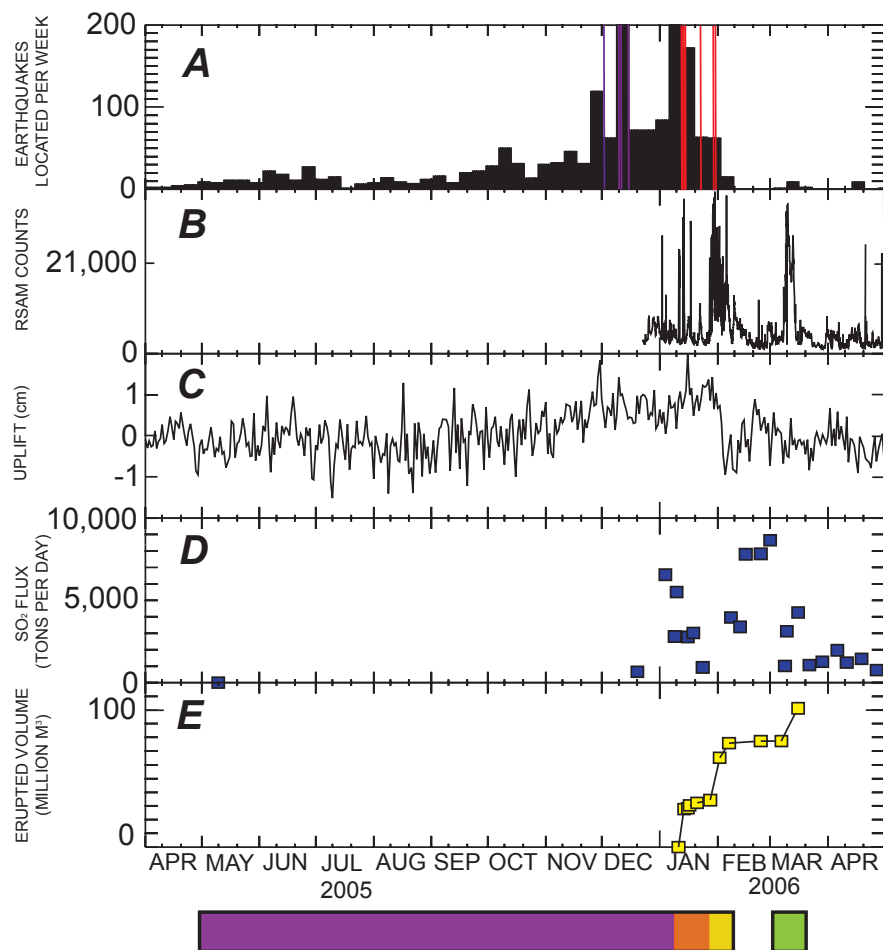 200
A
EARTHQUAKES
LOCATED PER WEEK
100
0
B
RSAM COUNTS
21,000
0
C
UPLIFT (cm)
1
0
-1
10,000
D
SO₂ FLUX
(TONS PER DAY)
5,000
0
E
100
ERUPTED VOLUME
(MILLION M³)
0
APR MAY JUN JUL AUG SEP OCT NOV DEC JAN FEB MAR APR
2005 2006